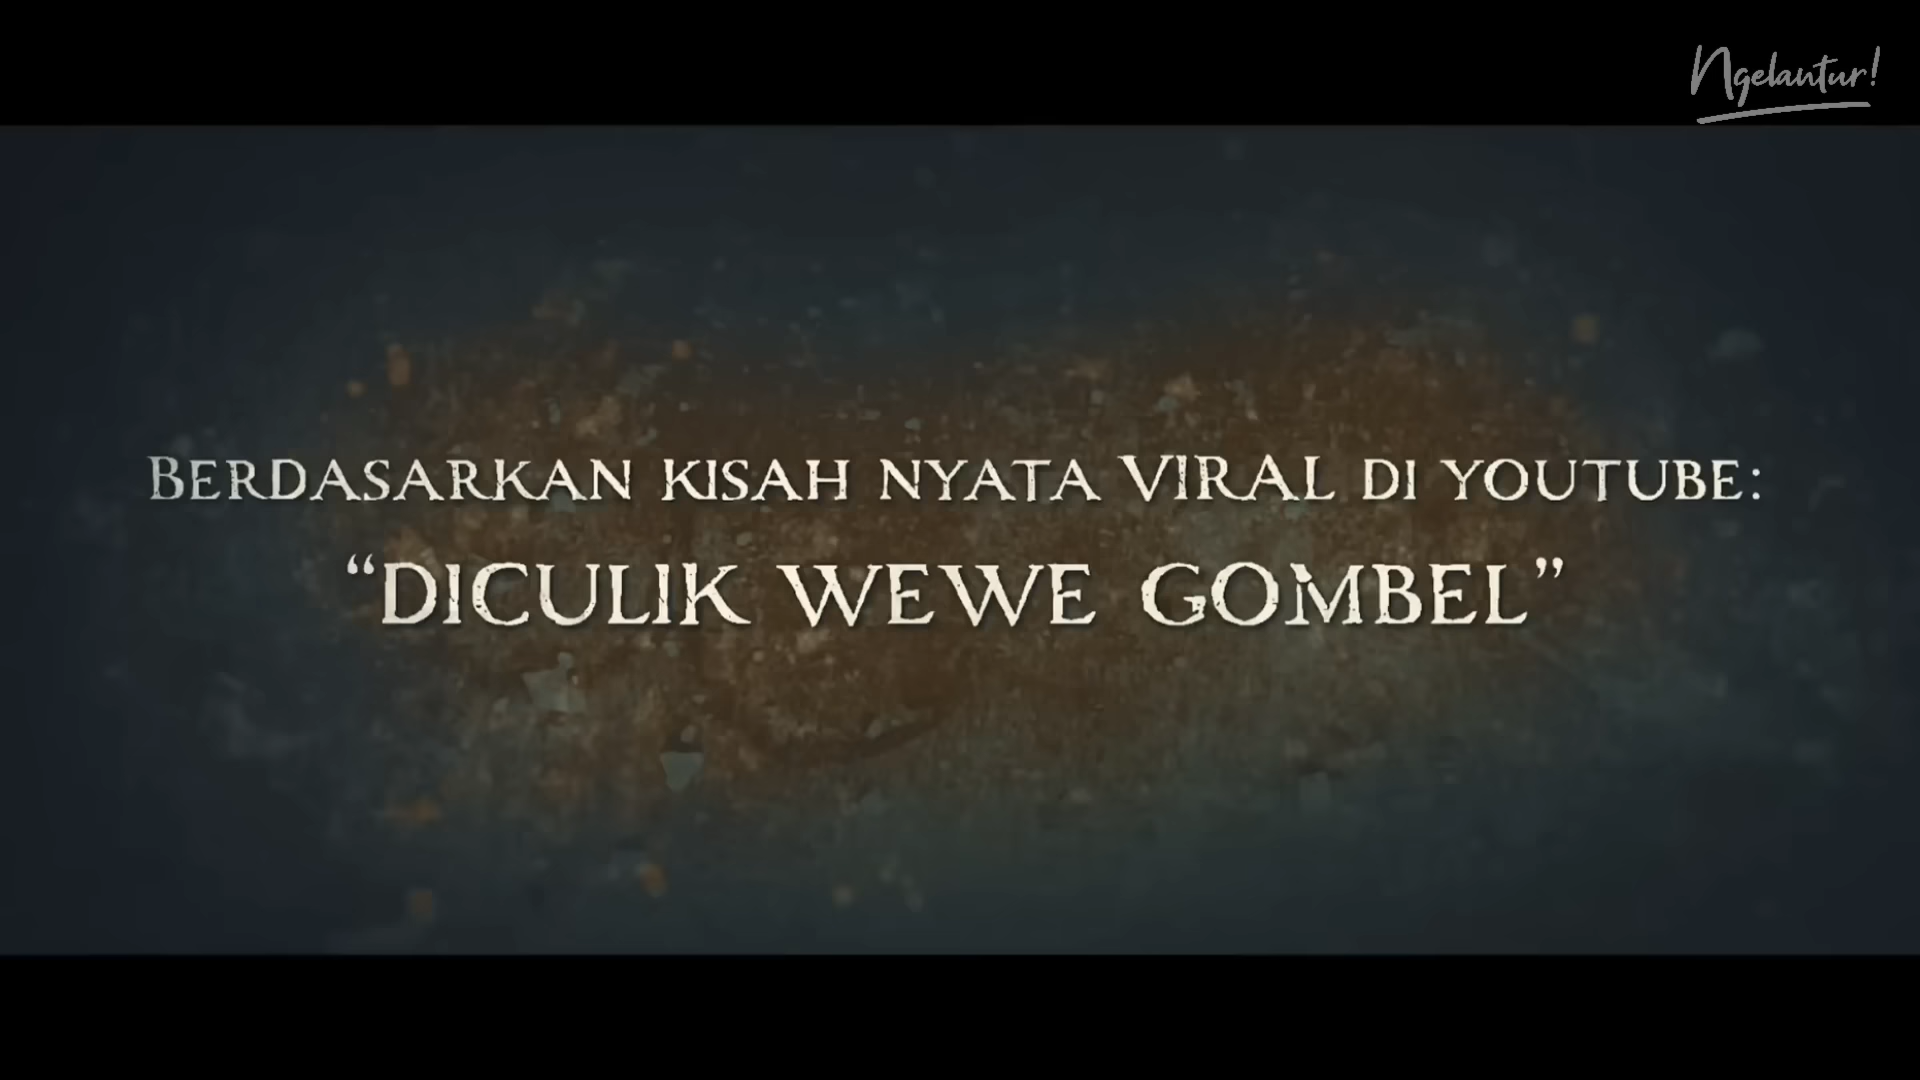 Ngelantur!
BERDASARKAN KISAH NYATA VIRAL DI YOUTUBE:
“DICULIK WEWE GOMBEL”